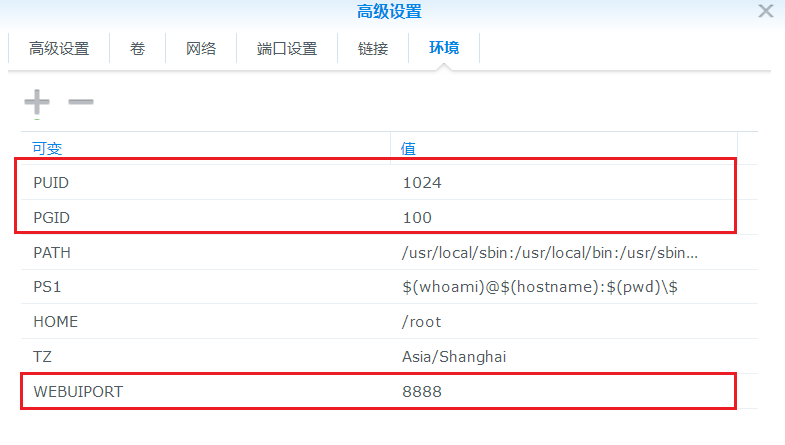 高级设置
高级设置 卷 网络 端口设置 链接 环境
可变 值
PUID 1024
PGID 100
PATH /usr/local/sbin:/usr/local/bin:/usr/sbin...
PS1 $(whoami)@$(hostname):$(pwd)\$
HOME /root
TZ Asia/Shanghai
WEBUIPORT 8888